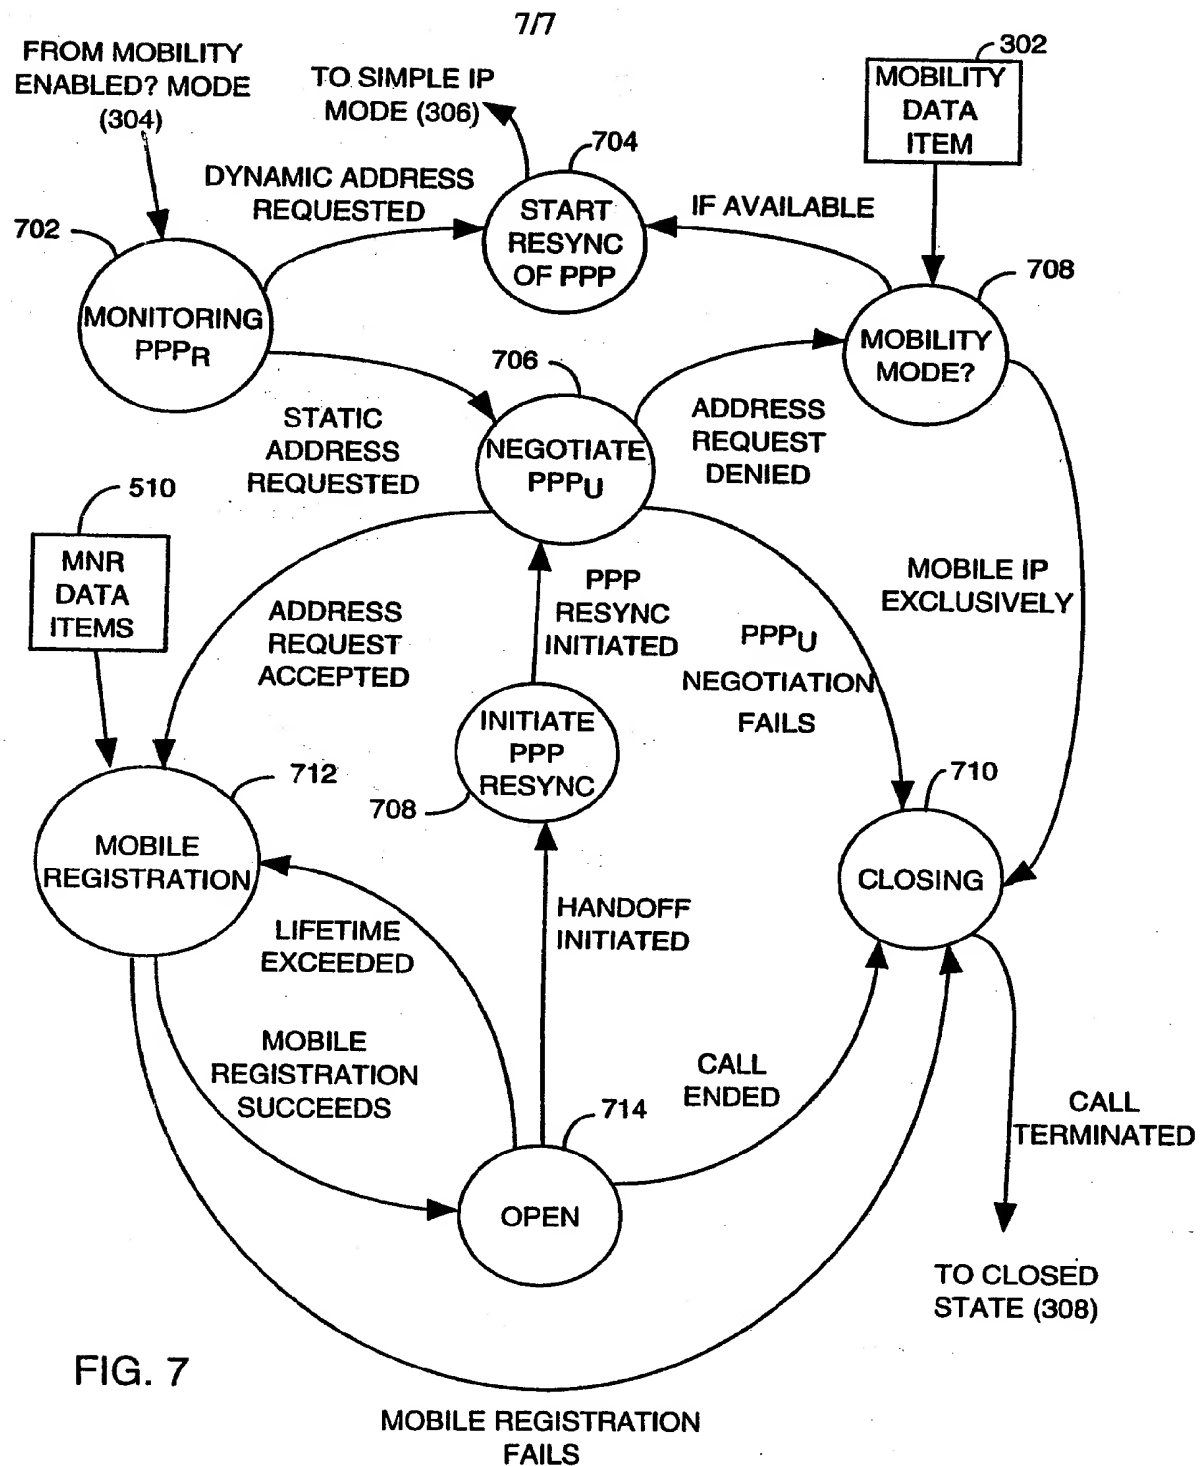 7/7
FROM MOBILITY
ENABLED? MODE
(304)
TO SIMPLE IP
MODE (306)
302
MOBILITY
DATA
ITEM
704
DYNAMIC ADDRESS
REQUESTED
START
RESYNC
OF PPP
IF AVAILABLE
702
MONITORING
PPPR
708
MOBILITY
MODE?
706
STATIC
ADDRESS
REQUESTED
NEGOTIATE
PPPU
ADDRESS
REQUEST
DENIED
510
MNR
DATA
ITEMS
ADDRESS
REQUEST
ACCEPTED
PPP
RESYNC
INITIATED
PPPU
NEGOTIATION
FAILS
MOBILE IP
EXCLUSIVELY
INITIATE
PPP
RESYNC
708
712
MOBILE
REGISTRATION
710
CLOSING
LIFETIME
EXCEEDED
HANDOFF
INITIATED
MOBILE
REGISTRATION
SUCCEEDS
CALL
ENDED
714
OPEN
CALL
TERMINATED
TO CLOSED
STATE (308)
FIG. 7
MOBILE REGISTRATION
FAILS